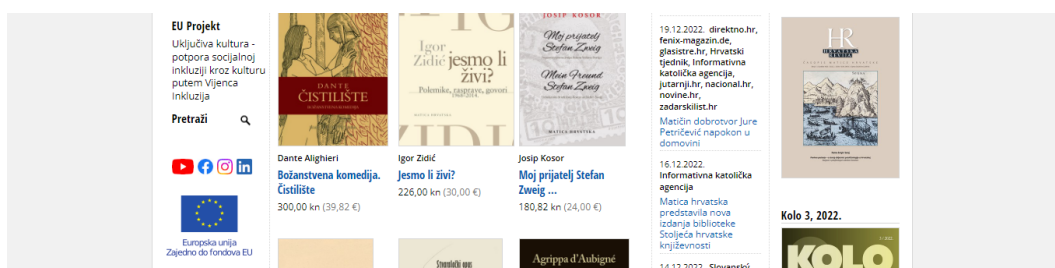 EU Projekt
Uključiva kultura -
potpora socijalnoj
inkluziji kroz kulturu
putem Vijenca
Inkluzija
Pretraži
Europska unija
Zajedno do fondova EU
DANTE
ČISTILIŠTE
Dante Alighieri
Božanstvena komedija.
Čistilište
300,00 kn (39,82 €)
Igor
Zidić jesmo li
živi?
Polemike, rasprave, govori
MATICA HRVATSKA
Igor Zidić
Jesmo li živi?
226,00 kn (30,00 €)
JOSIP KOSOR
Moj prijatelj
Stefan Zweig
Mein Freund
Stefan Zweig
MATICA HRVATSKA
Josip Kosor
Moj prijatelj Stefan
Zweig ...
180,82 kn (24,00 €)
Agrippa d'Aubigné
19.12.2022. direktno.hr,
fenix-magazin.de,
glasistre.hr, Hrvatski
tjednik, Informativna
katolička agencija,
jutarnji.hr, nacional.hr,
novine.hr,
zadarskilist.hr
Matičin dobrotvor Jure
Petričević napokon u
domovini
16.12.2022.
Informativna katolička
agencija
Matica hrvatska
predstavila nova
izdanja biblioteke
Stoljeća hrvatske
književnosti
14.12.2022. Slovanský
HR
HRVATSKA
REVIJA
Kolo 3, 2022.
KOLO